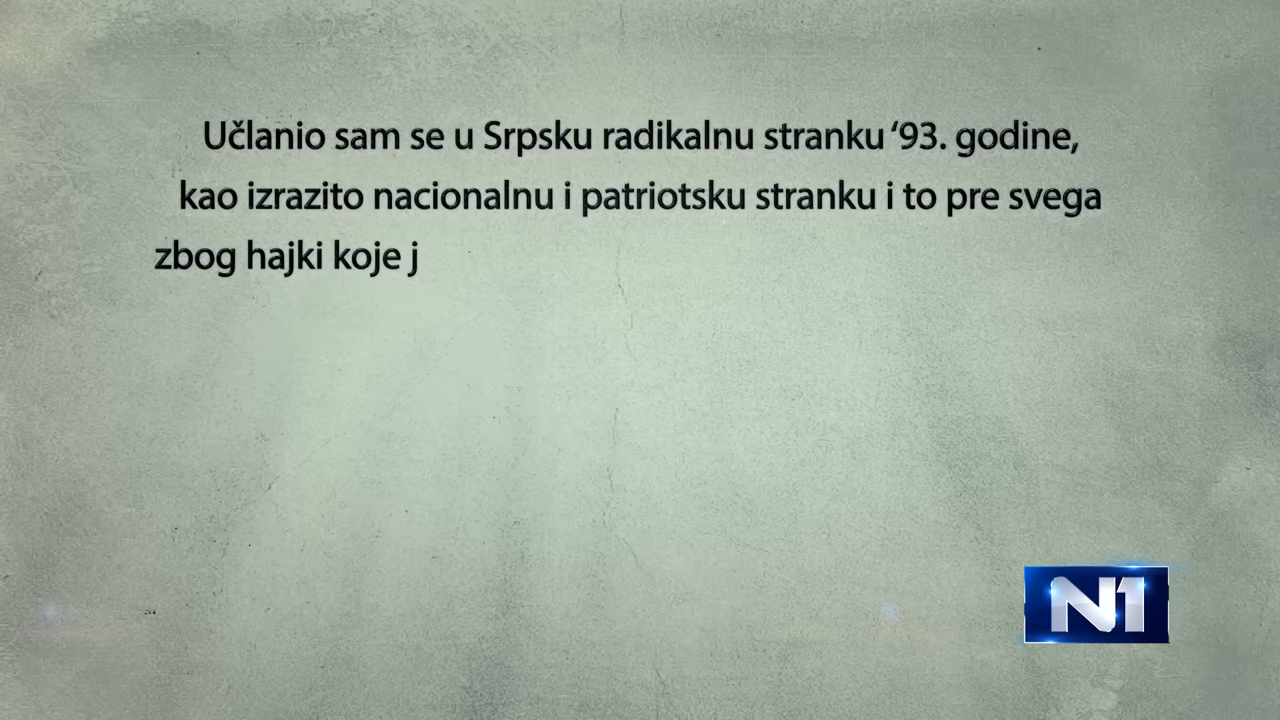 Učlanio sam se u Srpsku radikalnu stranku ‘93. godine,
kao izrazito nacionalnu i patriotsku stranku i to pre svega
zbog hajki koje j
N1